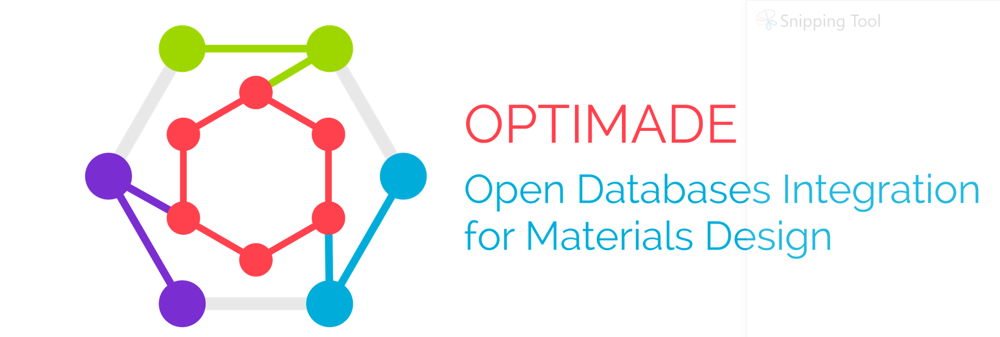 Snipping Tool
OPTIMADE
Open Databases Integration
for Materials Design